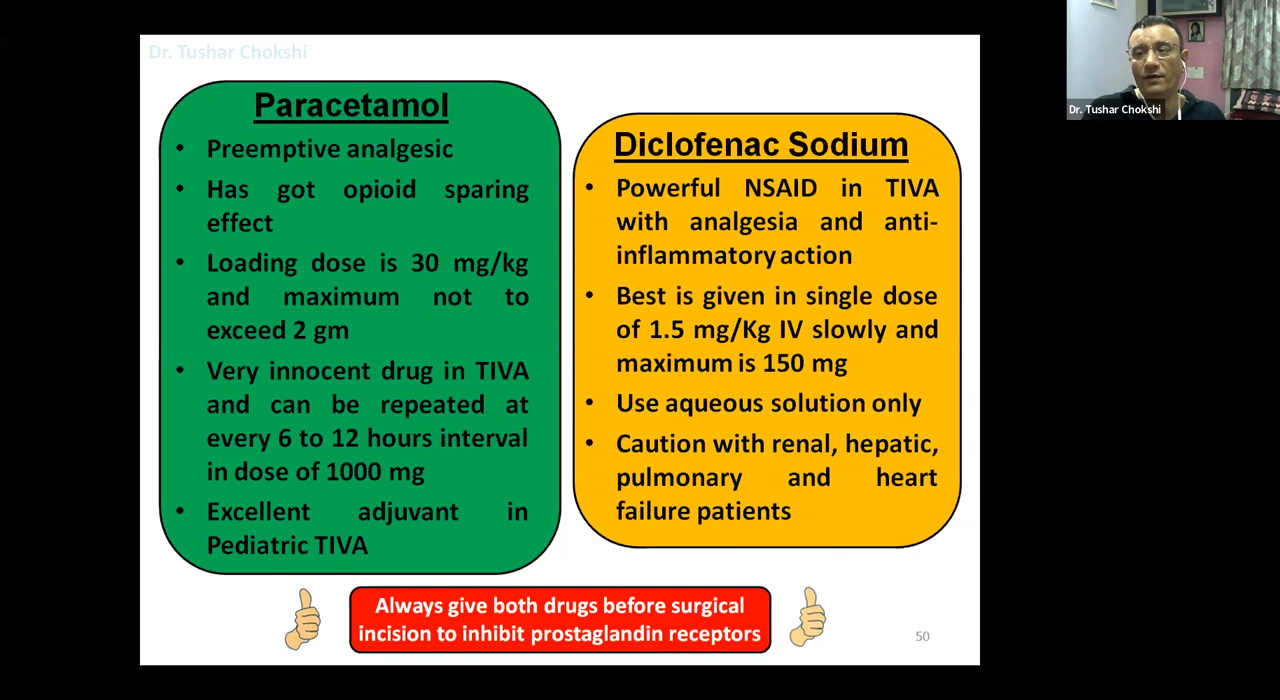 Dr. Tushar Chokshi
Paracetamol
• Preemptive analgesic
• Has got opioid sparing
effect
• Loading dose is 30 mg/kg
and maximum not to
exceed 2 gm
• Very innocent drug in TIVA
and can be repeated at
every 6 to 12 hours interval
in dose of 1000 mg
• Excellent adjuvant in
Pediatric TIVA
Diclofenac Sodium
• Powerful NSAID in TIVA
with analgesia and anti-
inflammatory action
• Best is given in single dose
of 1.5 mg/Kg IV slowly and
maximum is 150 mg
• Use aqueous solution only
• Caution with renal, hepatic,
pulmonary and heart
failure patients
Always give both drugs before surgical
incision to inhibit prostaglandin receptors
50
Dr. Tushar Chokshi